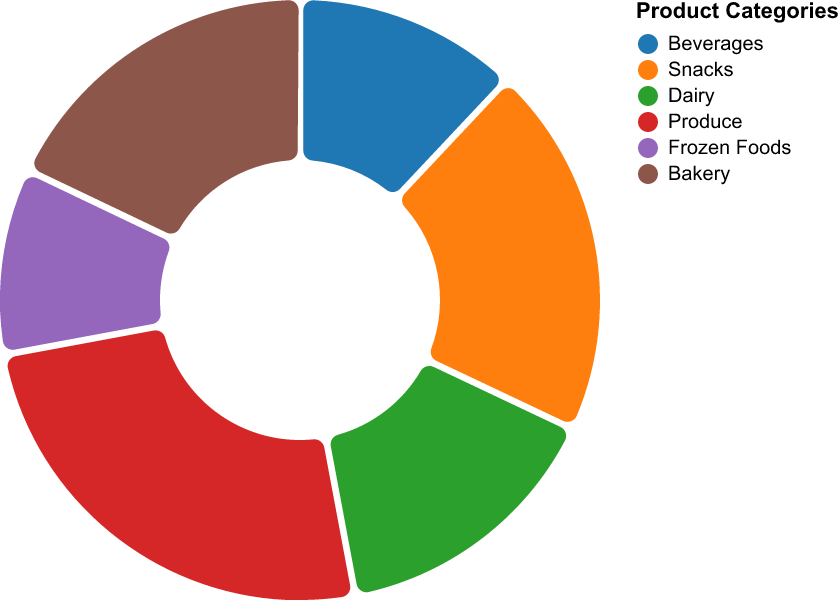 Product Categories
Beverages
Snacks
Dairy
Produce
Frozen Foods
Bakery